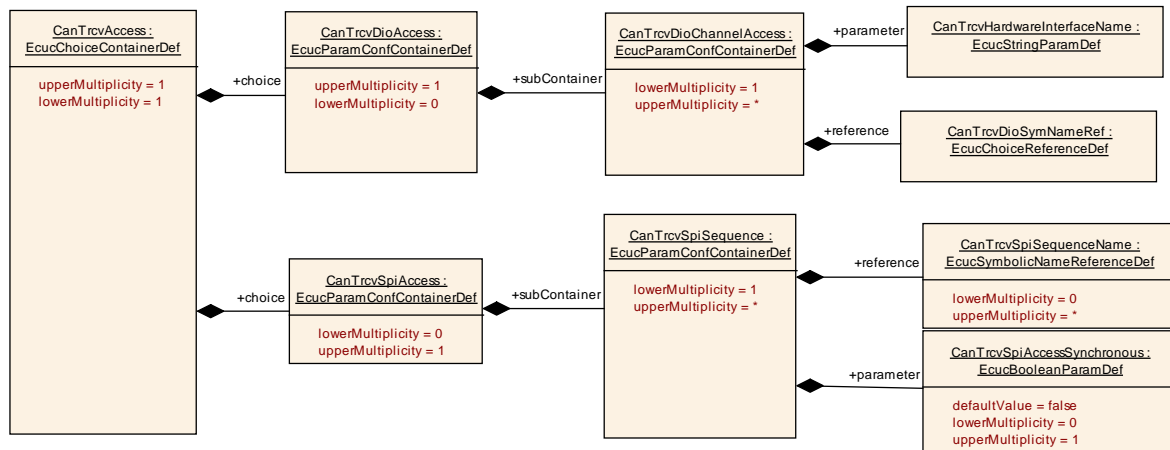 CanTrcvAccess :
EcucChoiceContainerDef
upperMultiplicity = 1
lowerMultiplicity = 1
+choice
CanTrcvDioAccess :
EcucParamConfContainerDef
upperMultiplicity = 1
lowerMultiplicity = 0
+subContainer
CanTrcvDioChannelAccess :
EcucParamConfContainerDef
lowerMultiplicity = 1
upperMultiplicity = *
+parameter
CanTrcvHardwareInterfaceName :
EcucStringParamDef
+reference
CanTrcvDioSymNameRef :
EcucChoiceReferenceDef
+choice
CanTrcvSpiAccess :
EcucParamConfContainerDef
lowerMultiplicity = 0
upperMultiplicity = 1
+subContainer
CanTrcvSpiSequence :
EcucParamConfContainerDef
lowerMultiplicity = 1
upperMultiplicity = *
+reference
CanTrcvSpiSequenceName :
EcucSymbolicNameReferenceDef
lowerMultiplicity = 0
upperMultiplicity = *
+parameter
CanTrcvSpiAccessSynchronous :
EcucBooleanParamDef
defaultValue = false
lowerMultiplicity = 0
upperMultiplicity = 1